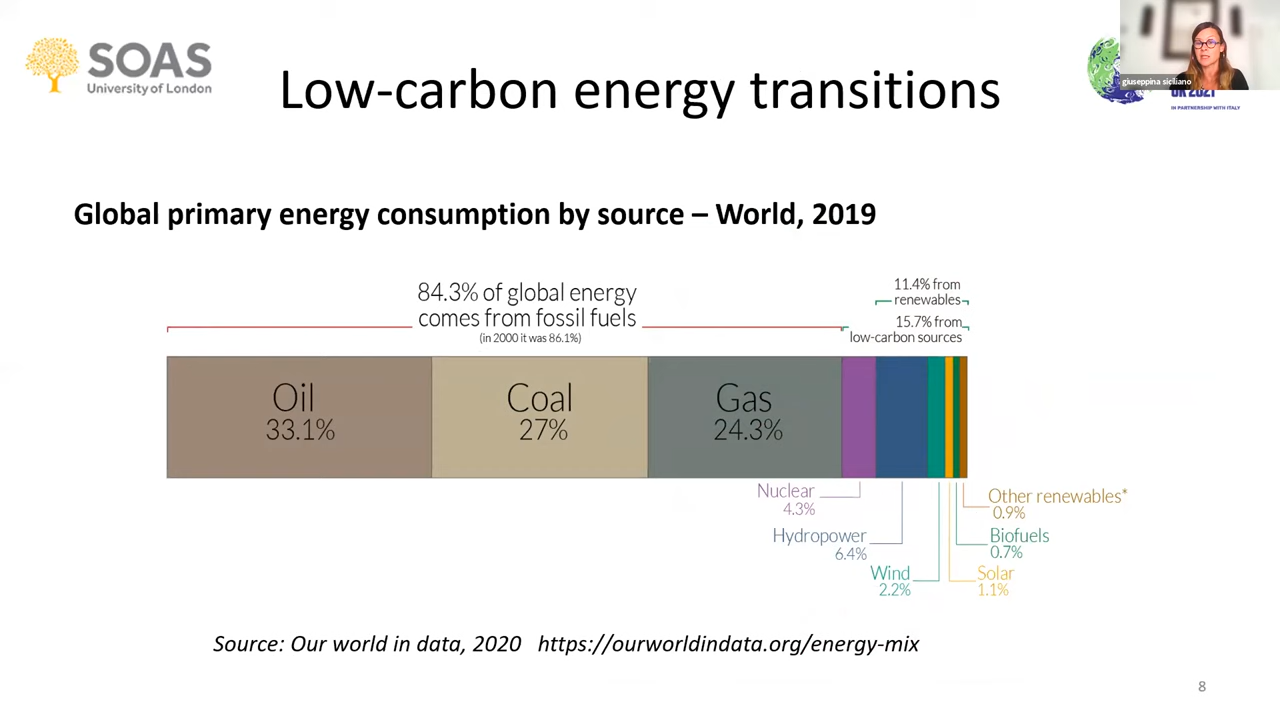 SOAS
University of London
Low-carbon energy transitions
giuseppina siciliano
UK 2021
IN PARTNERSHIP WITH ITALY
Global primary energy consumption by source – World, 2019
84.3% of global energy
comes from fossil fuels
(in 2000 it was 86.1%)
11.4% from
renewables
15.7% from
low-carbon sources
Oil
33.1%
Coal
27%
Gas
24.3%
Nuclear
4.3%
Hydropower
6.4%
Wind
2.2%
Other renewables*
0.9%
Biofuels
0.7%
Solar
1.1%
Source: Our world in data, 2020 https://ourworldindata.org/energy-mix
8